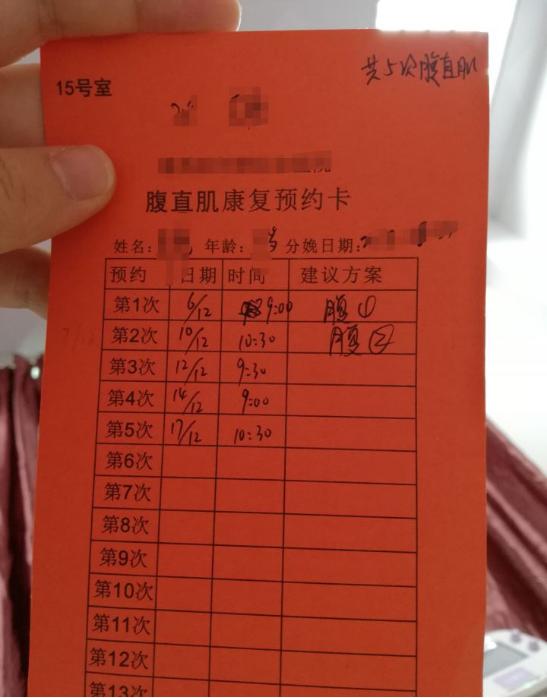 共5次腹直肌
15号室
腹直肌康复预约卡
姓名: 年龄: 岁 分娩日期:
预约 日期 时间 建议方案
第1次 6/12 9:00 腹①
第2次 10/12 10:30 腹②
第3次 12/12 9:30
第4次 14/12 9:00
第5次 17/12 10:30
第6次
第7次
第8次
第9次
第10次
第11次
第12次
第13次